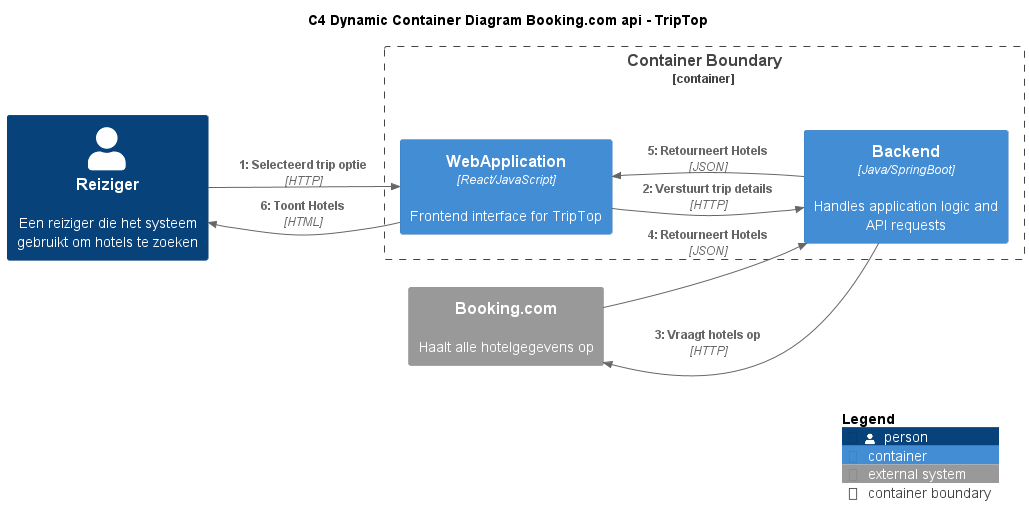 C4 Dynamic Container Diagram Booking.com api - TripTop
Container Boundary
[container]
Reiziger
Een reiziger die het systeem
gebruikt om hotels te zoeken
1: Selecteerd trip optie
[HTTP]
6: Toont Hotels
[HTML]
WebApplication
[React/JavaScript]
Frontend interface for TripTop
5: Retourneert Hotels
[JSON]
2: Verstuurt trip details
[HTTP]
4: Retourneert Hotels
[JSON]
Backend
[Java/SpringBoot]
Handles application logic and
API requests
Booking.com
Haalt alle hotelgegevens op
3: Vraagt hotels op
[HTTP]
Legend
person
container
external system
container boundary